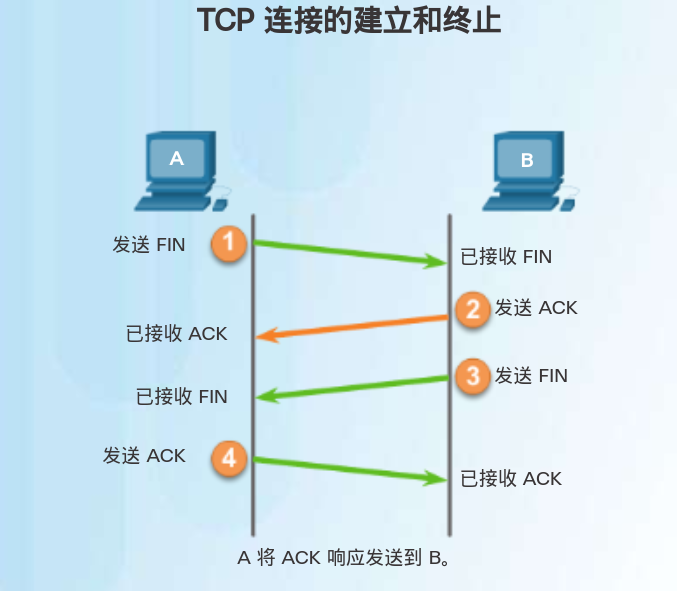 TCP 连接的建立和终止
A
B
发送 FIN
1
已接收 FIN
2
发送 ACK
已接收 ACK
3
发送 FIN
已接收 FIN
发送 ACK
4
已接收 ACK
A 将 ACK 响应发送到 B。